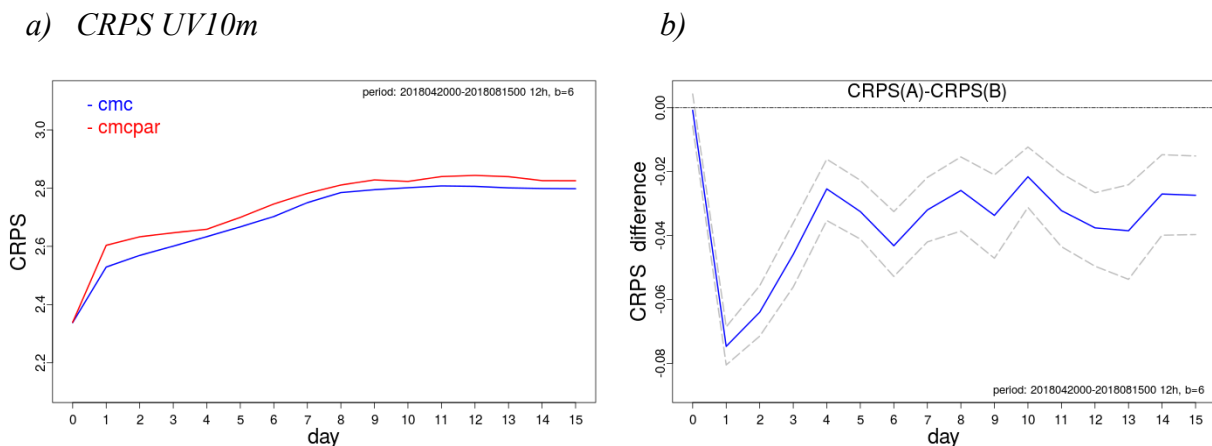 a) CRPS UV10m
b)
period: 2018042000-2018081500 12h, b=6
- cmc
- cmcpar
CRPS
3.0
2.8
2.6
2.4
2.2
0 1 2 3 4 5 6 7 8 9 10 11 12 13 14 15
day
CRPS(A)-CRPS(B)
CRPS difference
0.00
-0.02
-0.04
-0.06
-0.08
period: 2018042000-2018081500 12h, b=6
0 1 2 3 4 5 6 7 8 9 10 11 12 13 14 15
day